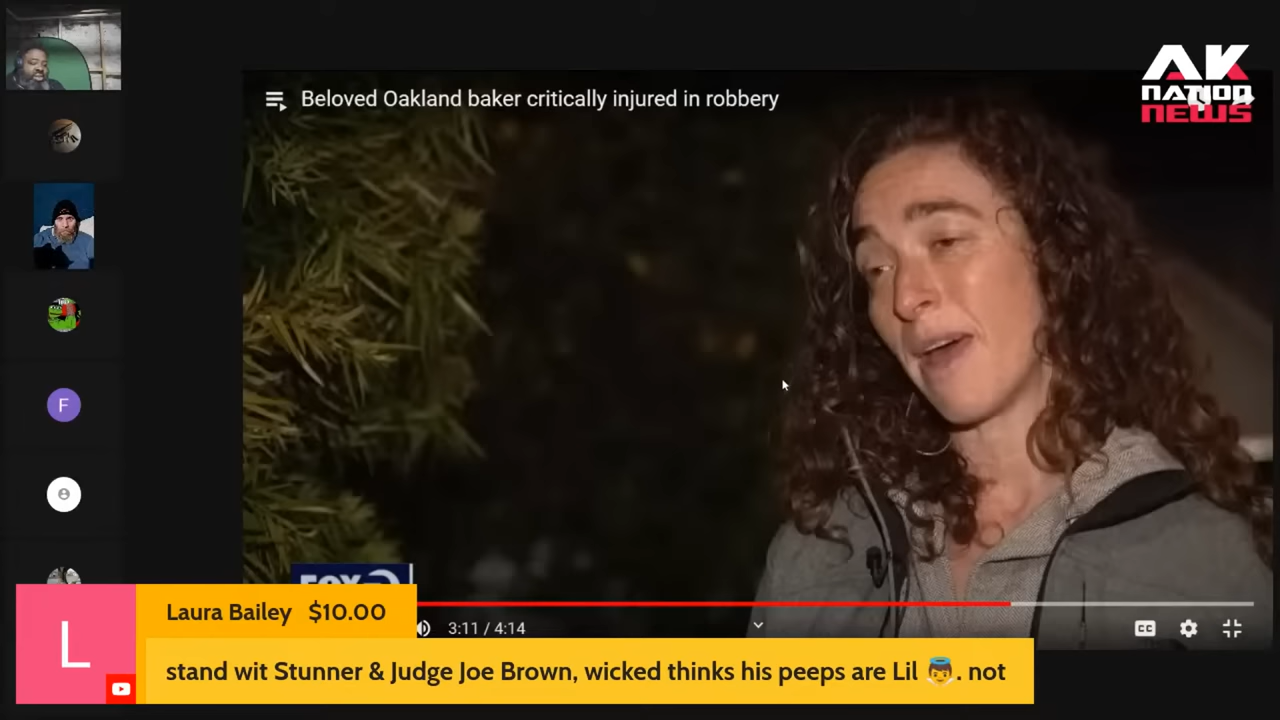 Beloved Oakland baker critically injured in robbery
AK
NATION
NEWS
F
L
Laura Bailey $10.00
3:11 / 4:14
CC
stand wit Stunner & Judge Joe Brown, wicked thinks his peeps are Lil 👼. not